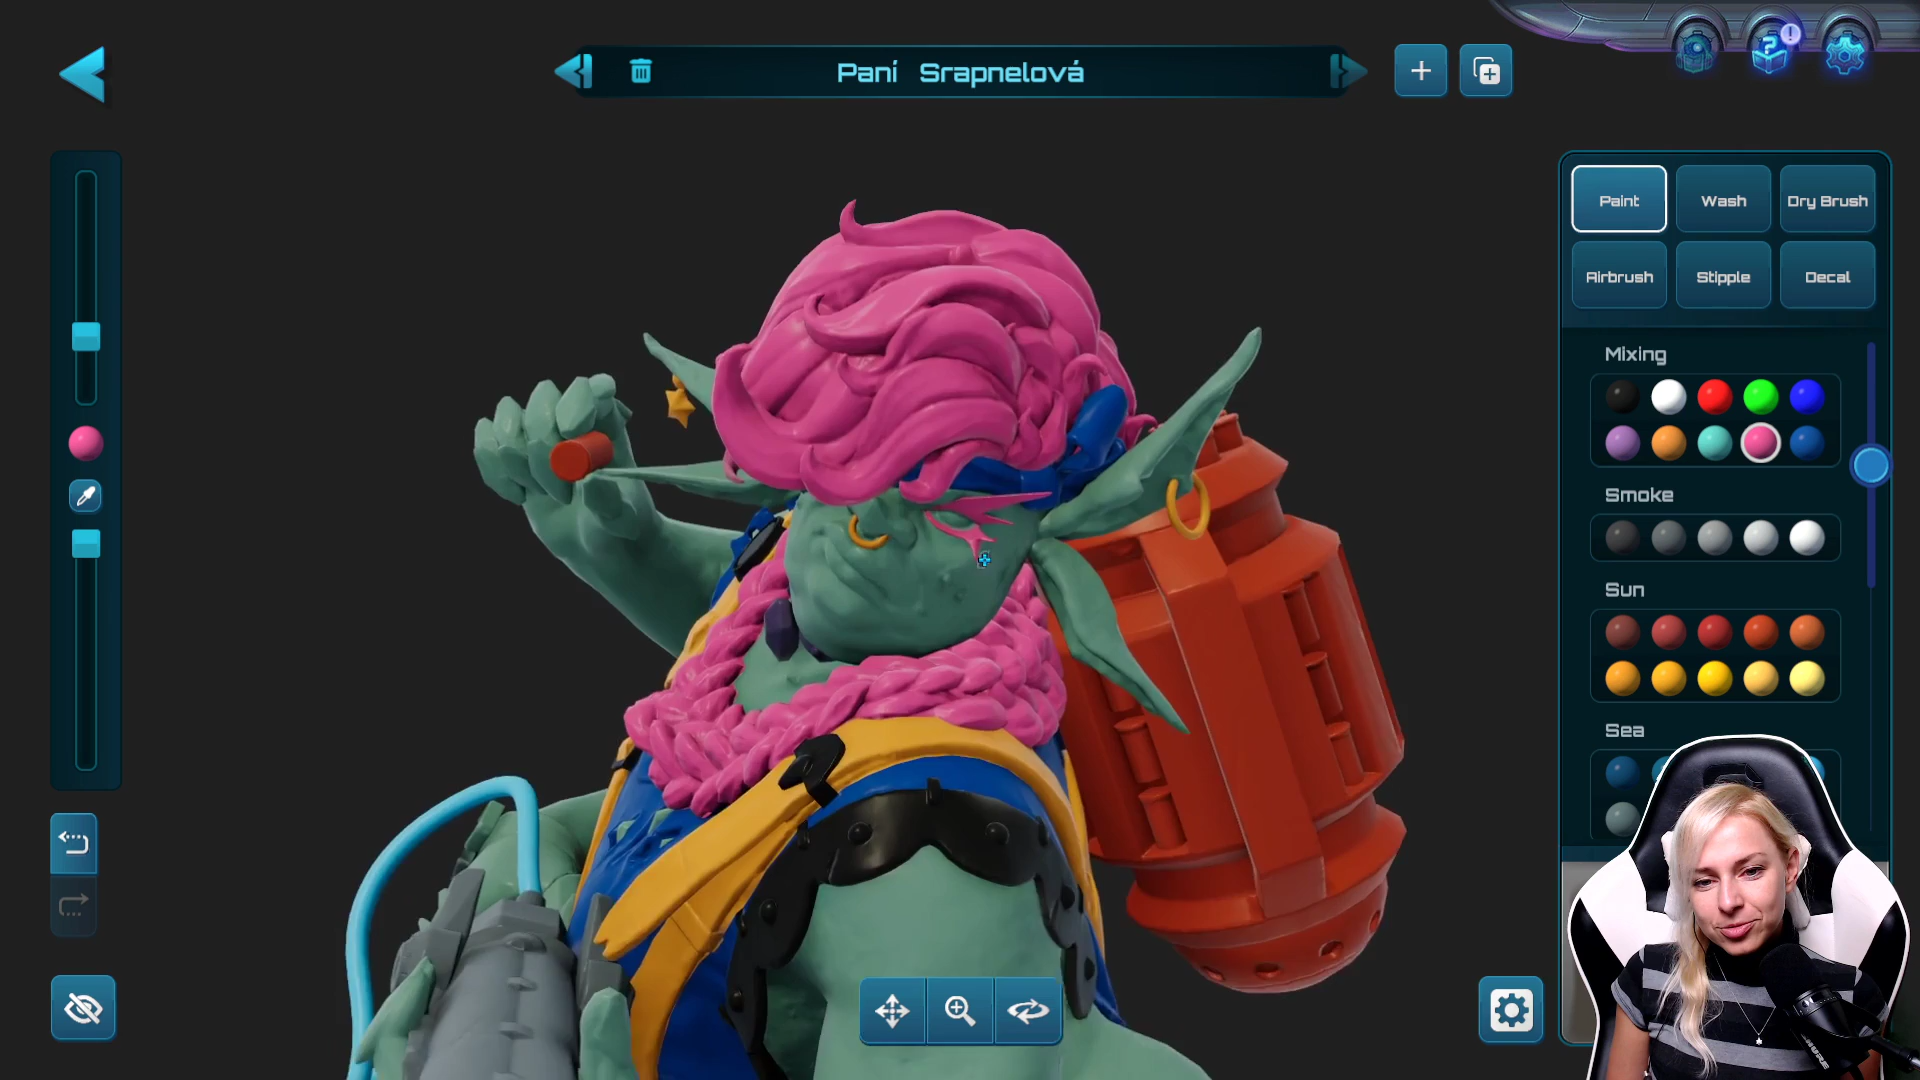 Paní Srapnelová
Paint
Wash
Dry Brush
Airbrush
Stipple
Decal
Mixing
Smoke
Sun
Sea